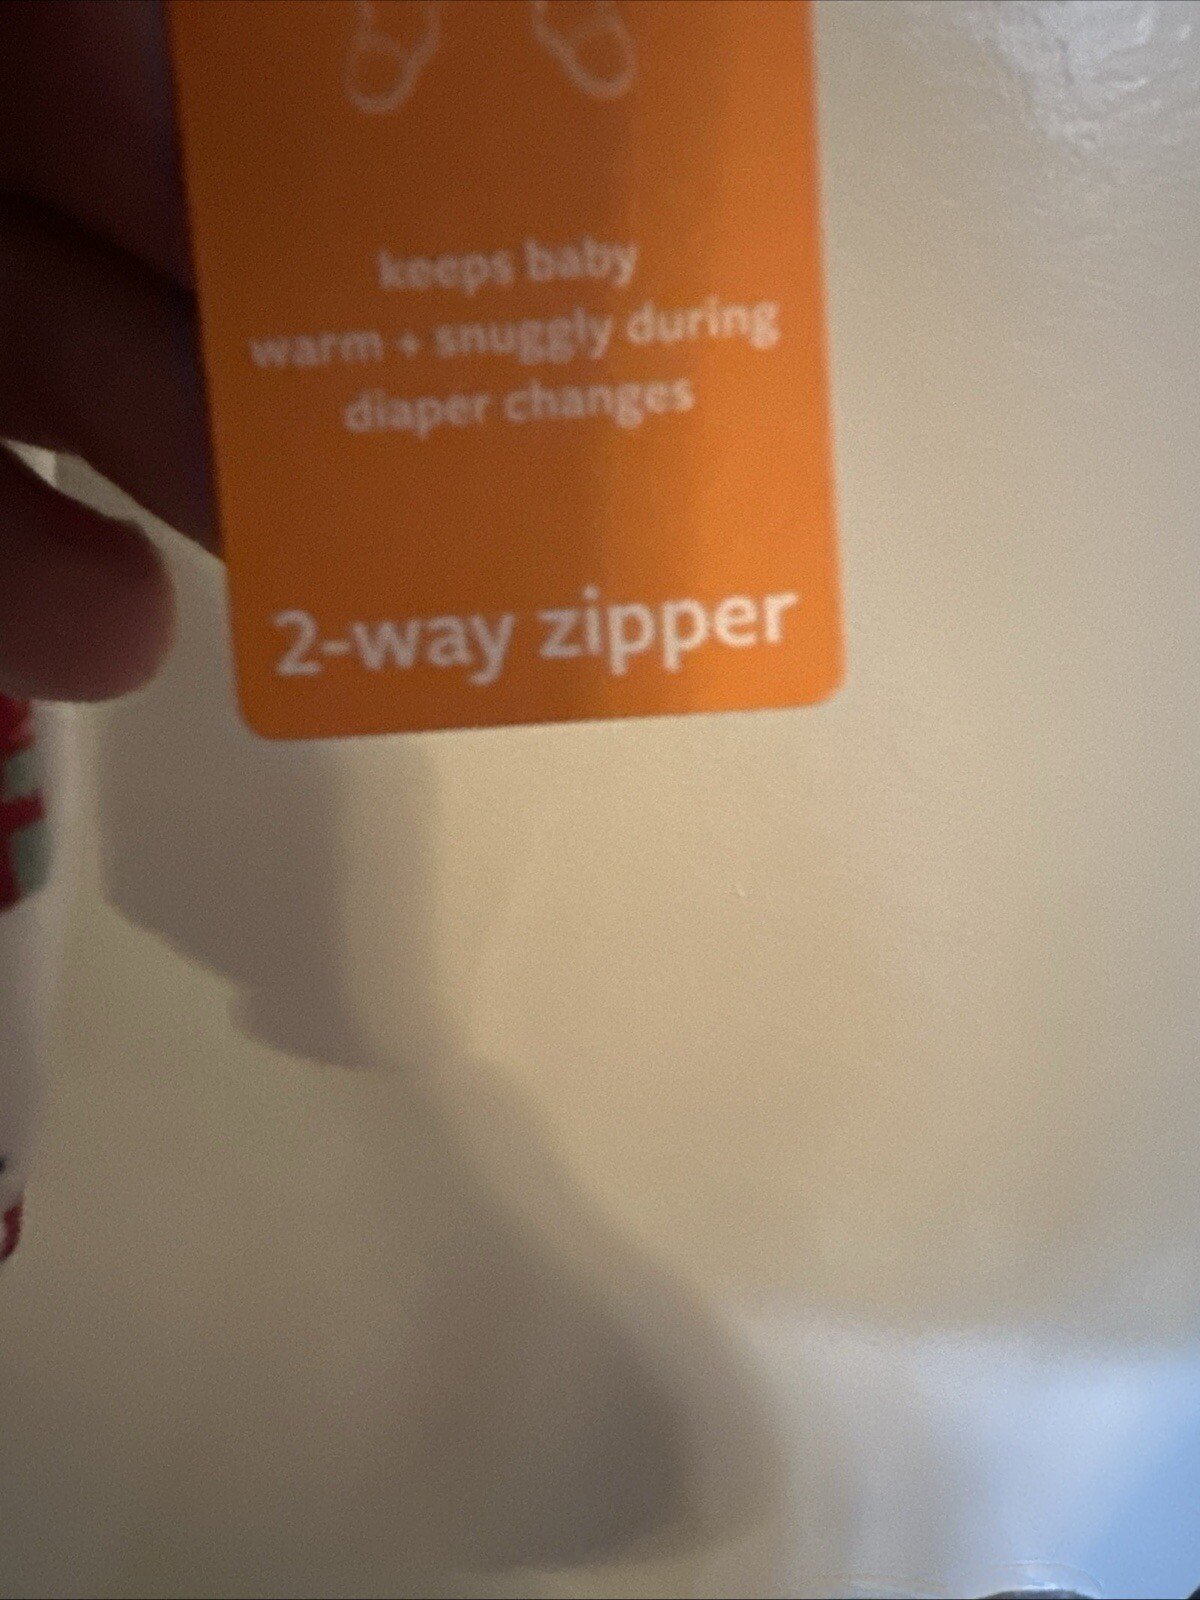 keeps baby
warm + snuggly during
diaper changes
2-way zipper